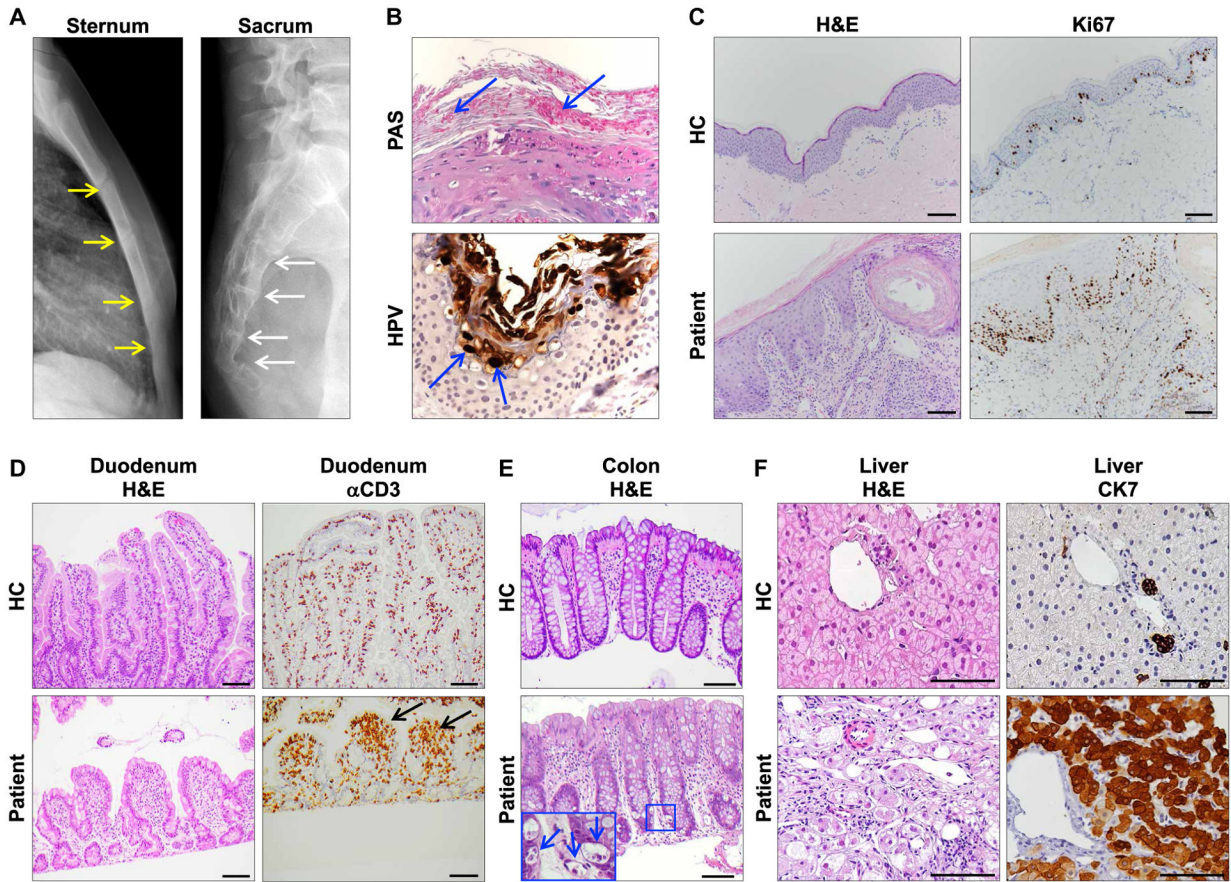 A
Sternum
Sacrum
B
PAS
HPV
C
H&E
Ki67
HC
Patient
D
Duodenum
H&E
Duodenum
αCD3
HC
Patient
E
Colon
H&E
HC
Patient
F
Liver
H&E
Liver
CK7
HC
Patient